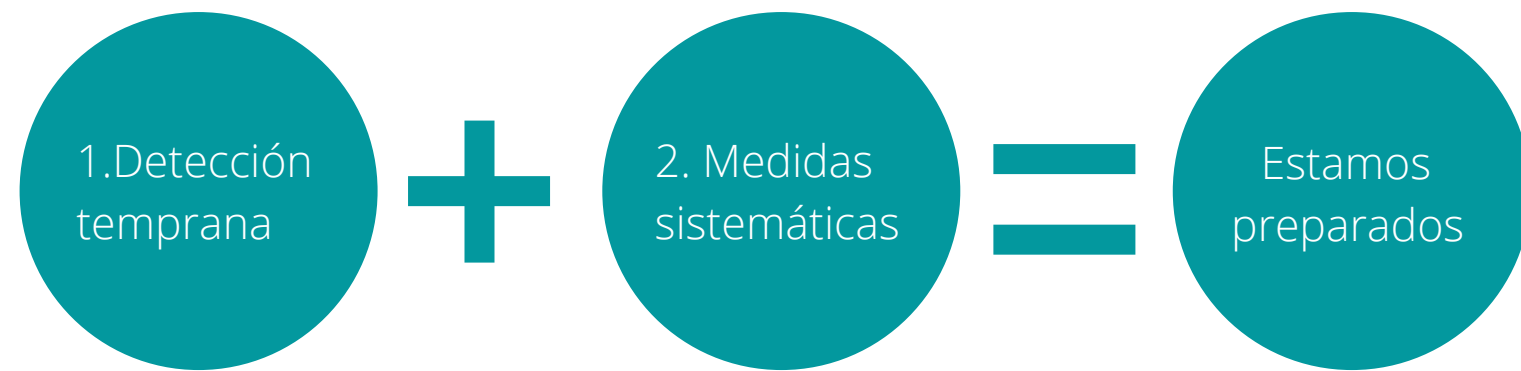 1.Detección
temprana
+
2. Medidas
sistemáticas
=
Estamos
preparados